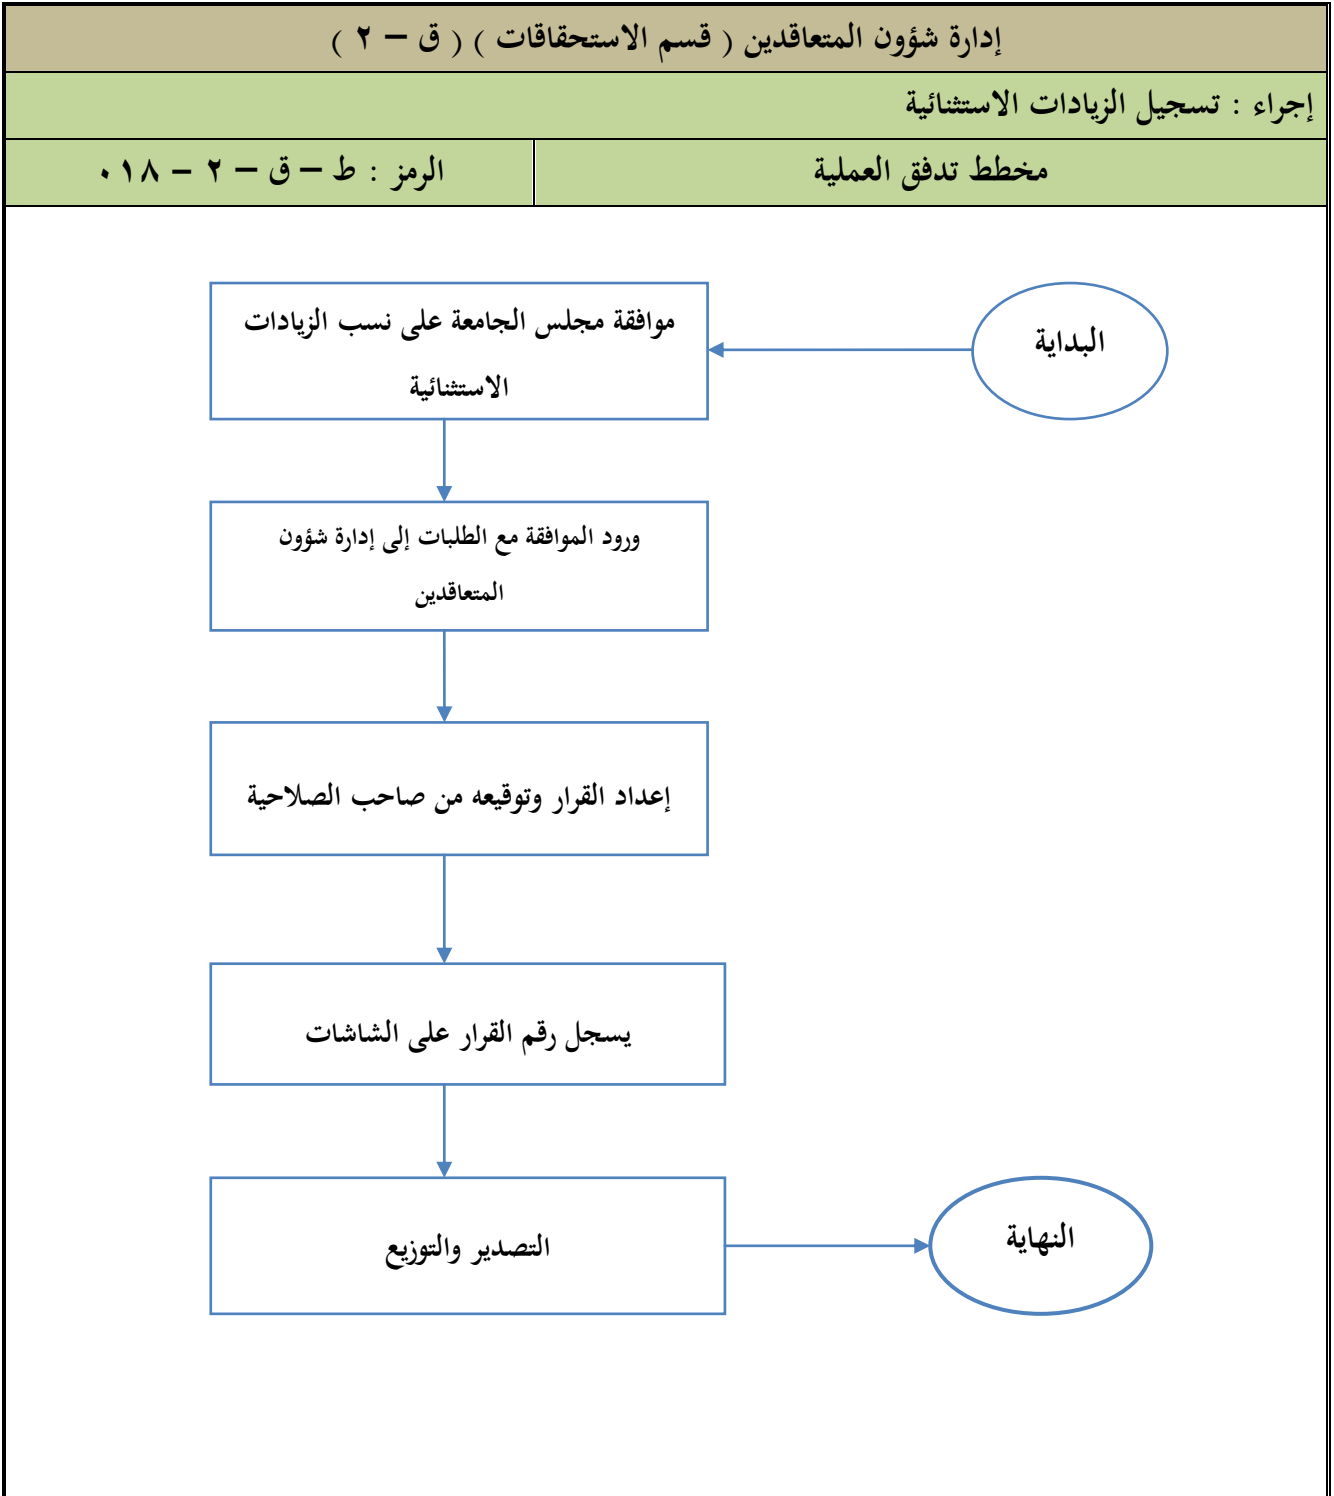 إدارة شؤون المتعاقدين ( قسم الاستحقاقات ) ( ق – ٢ )
إجراء : تسجيل الزيادات الاستثنائية
مخطط تدفق العملية
الرمز : ط – ق – ٢ – ٠١٨
البداية
موافقة مجلس الجامعة على نسب الزيادات
الاستثنائية
ورود الموافقة مع الطلبات إلى إدارة شؤون
المتعاقدين
إعداد القرار وتوقيعه من صاحب الصلاحية
يسجل رقم القرار على الشاشات
التصدير والتوزيع
النهاية